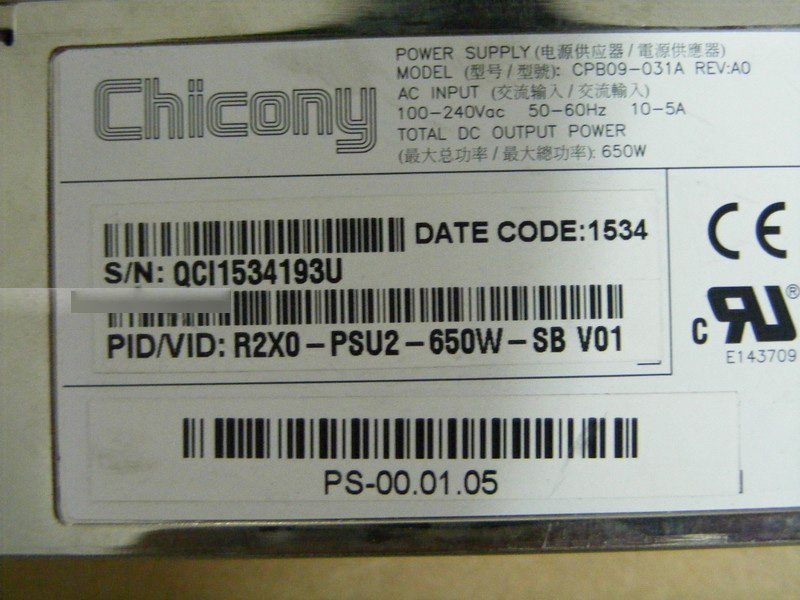 Chicony
POWER SUPPLY (电源供应器 / 電源供應器)
MODEL (型号 / 型號): CPB09-031A REV:A0
AC INPUT (交流输入 / 交流輸入)
100-240Vac 50-60Hz 10-5A
TOTAL DC OUTPUT POWER
(最大总功率 / 最大總功率): 650W
DATE CODE:1534
S/N: QCI1534193U
PID/VID: R2X0-PSU2-650W-SB V01
CE
c RU ®
E143709
PS-00.01.05